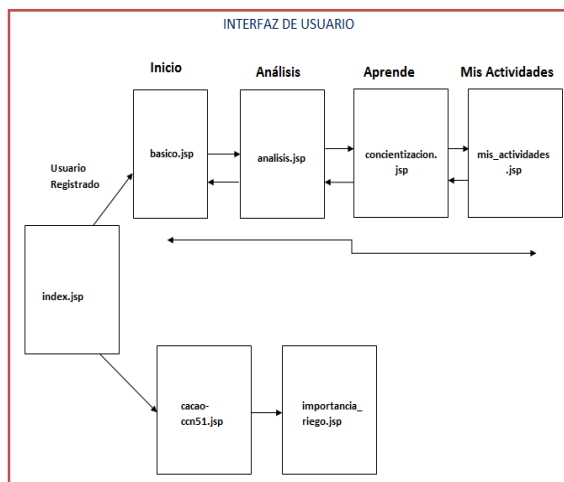 INTERFAZ DE USUARIO
Inicio
Análisis
Aprende
Mis Actividades
basico.jsp
analisis.jsp
concientizacion.
jsp
mis_actividades
.jsp
Usuario
Registrado
index.jsp
cacao-
ccn51.jsp
importancia_
riego.jsp